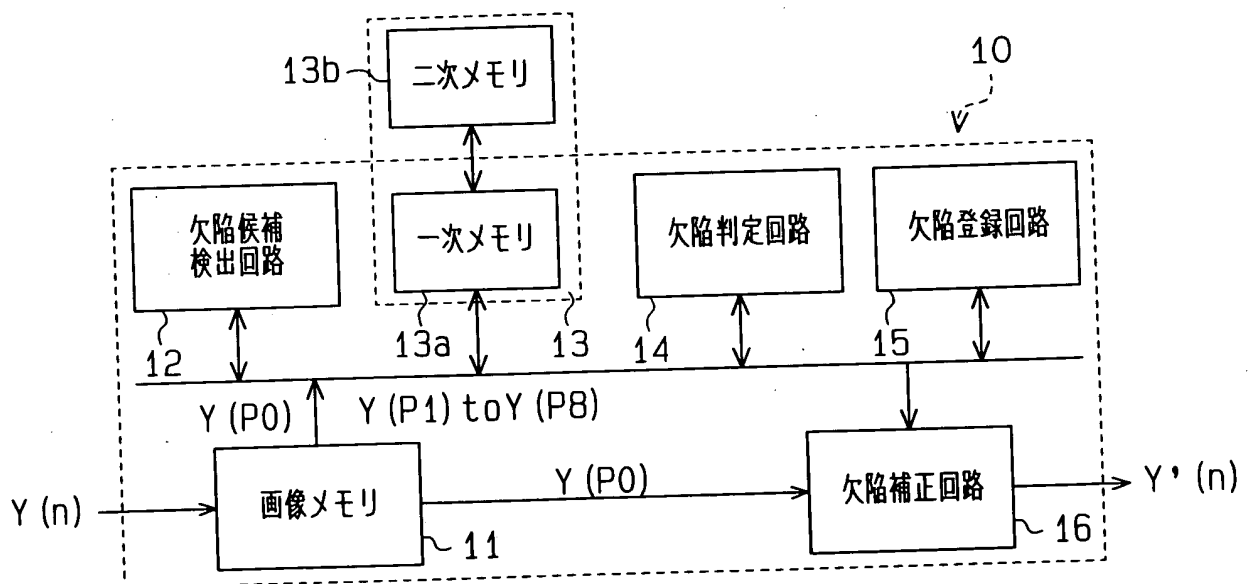 13b
二次メモリ
10
欠陥候補
検出回路
一次メモリ
欠陥判定回路
欠陥登録回路
12
13a
13
14
15
Y(P0)
Y(P1) to Y(P8)
Y(n)
画像メモリ
11
Y(P0)
欠陥補正回路
16
Y'(n)